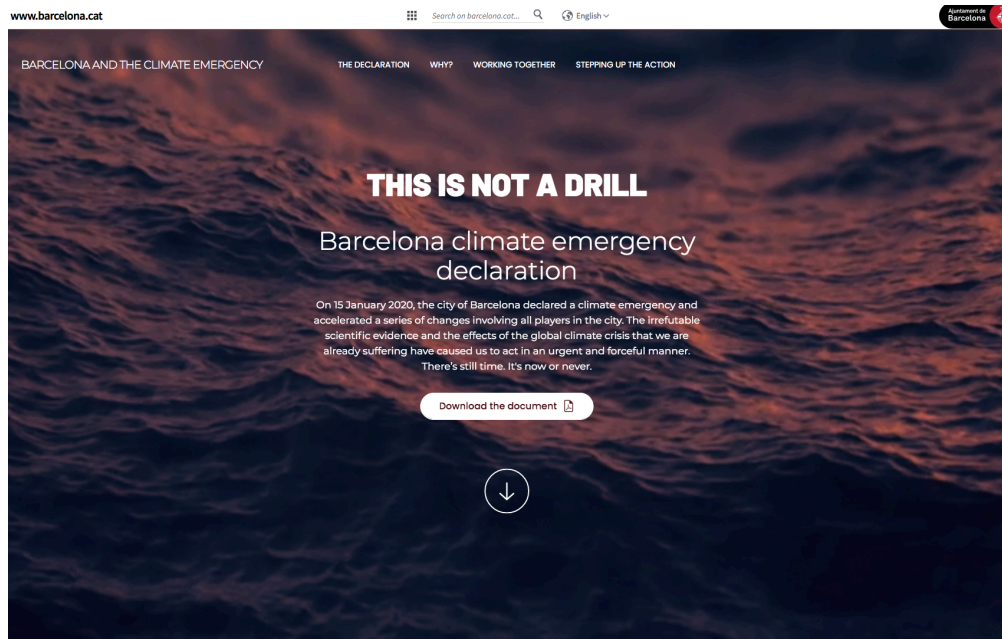 www.barcelona.cat
Search on barcelona.cat...
English
Ajuntament de
Barcelona
BARCELONA AND THE CLIMATE EMERGENCY
THE DECLARATION
WHY?
WORKING TOGETHER
STEPPING UP THE ACTION
THIS IS NOT A DRILL
Barcelona climate emergency
declaration
On 15 January 2020, the city of Barcelona declared a climate emergency and
accelerated a series of changes involving all players in the city. The irrefutable
scientific evidence and the effects of the global climate crisis that we are
already suffering have caused us to act in an urgent and forceful manner.
There's still time. It's now or never.
Download the document